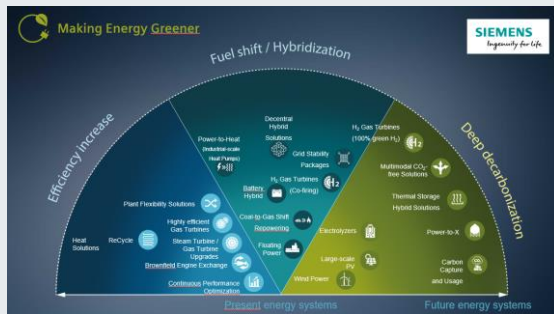 Making Energy Greener
SIEMENS
Ingenuity for life
Fuel shift / Hybridization
Efficiency increase
Deep decarbonization
Decentral
Hybrid
Solutions
Power-to-Heat
(Industrial-scale
Heat Pumps)
Grid Stability
Packages
H₂ Gas Turbines
(Co-firing)
H₂
Battery
Hybrid
Coal-to-Gas Shift
Repowering
Floating
Power
Plant Flexibility Solutions
Highly-efficient
Gas Turbines
Heat
Solutions
ReCycle
Steam Turbine /
Gas Turbine
Upgrades
Brownfield Engine Exchange
Continuous Performance
Optimization
H₂ Gas Turbines
(100% green H₂)
H₂
Multimodal CO₂-
free Solutions
Thermal Storage
Hybrid Solutions
Electrolyzers
Power-to-X
Large-scale
PV
Wind Power
Carbon
Capture
and Usage
Present energy systems
Future energy systems